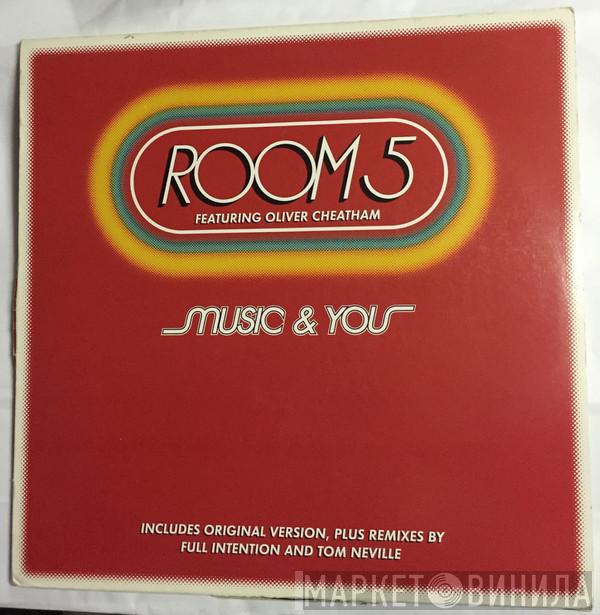 ROOM 5
FEATURING OLIVER CHEATHAM
MUSIC & YOU
INCLUDES ORIGINAL VERSION, PLUS REMIXES BY
FULL INTENTION AND TOM NEVILLE
МАРКЕТ ВИНИЛА